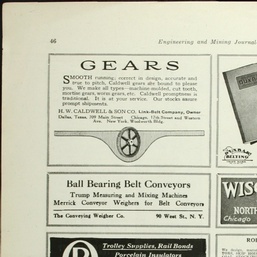 46
Engineering and Mining Journal
GEARS
SMOOTH running; correct in design, accurate and
true to pitch. Caldwell gears are bound to please
you. We make all types—machine molded, cut tooth,
mortise gears, worm gears, etc. Caldwell promptness is
traditional. It is at your service. Our stocks assure
prompt shipments.
H. W. CALDWELL & SON CO. Link-Belt Company, Owner
Dallas, Texas, 709 Main Street Chicago, 17th Street and Western
Ave. New York, Woolworth Bldg.
DUNBAR
BELTING
Ball Bearing Belt Conveyors
Trump Measuring and Mixing Machines
Merrick Conveyor Weighers for Belt Conveyors
The Conveying Weigher Co. 90 West St., N. Y.
WISC
NORTH
Chicago
Trolley Supplies, Rail Bonds
Porcelain Insulators